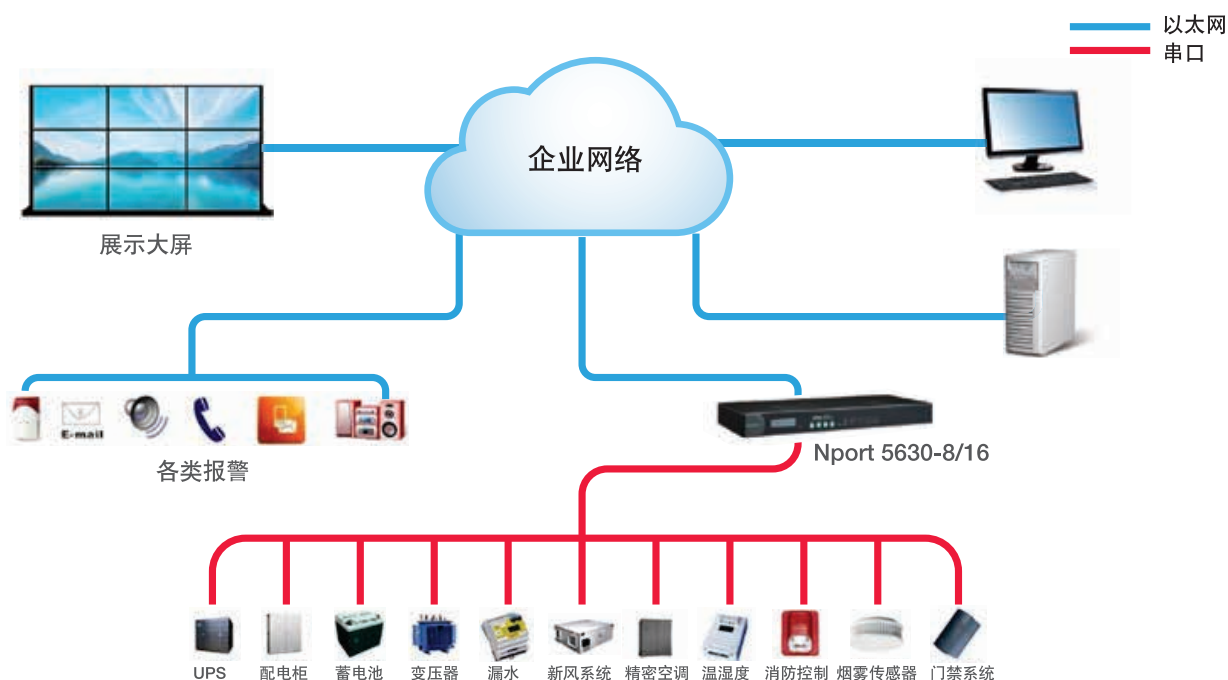 以太网
串口
企业网络
展示大屏
E-mail
各类报警
Nport 5630-8/16
UPS 配电柜 蓄电池 变压器 漏水 新风系统 精密空调 温湿度 消防控制 烟雾传感器 门禁系统